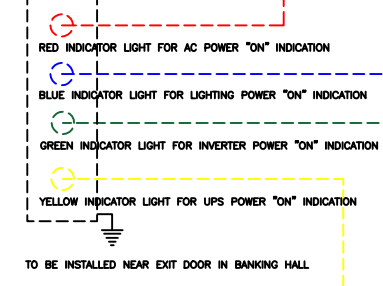 RED INDICATOR LIGHT FOR AC POWER "ON" INDICATION
BLUE INDICATOR LIGHT FOR LIGHTING POWER "ON" INDICATION
GREEN INDICATOR LIGHT FOR INVERTER POWER "ON" INDICATION
YELLOW INDICATOR LIGHT FOR UPS POWER "ON" INDICATION
TO BE INSTALLED NEAR EXIT DOOR IN BANKING HALL